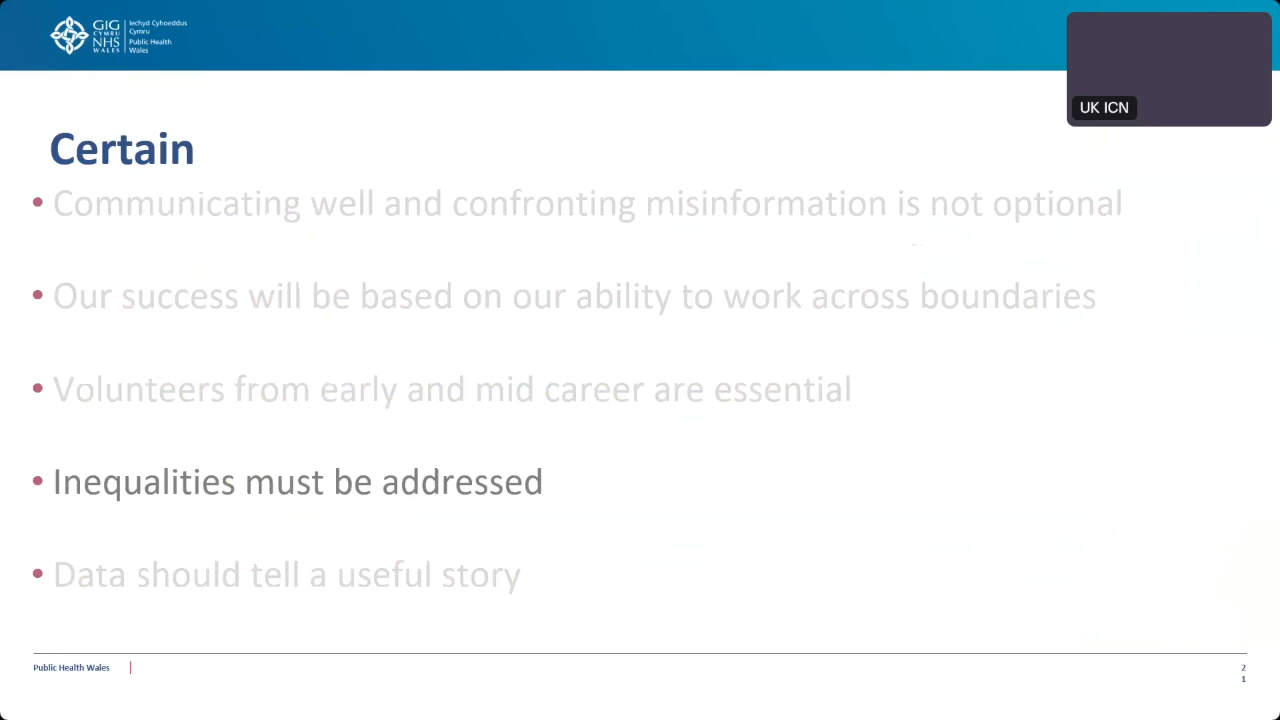 GIG
CYMRU
NHS
WALES
Iechyd Cyhoeddus
Cymru
Public Health
Wales
UK ICN
Certain
• Communicating well and confronting misinformation is not optional
• Our success will be based on our ability to work across boundaries
• Volunteers from early and mid career are essential
• Inequalities must be addressed
• Data should tell a useful story
Public Health Wales
2
1